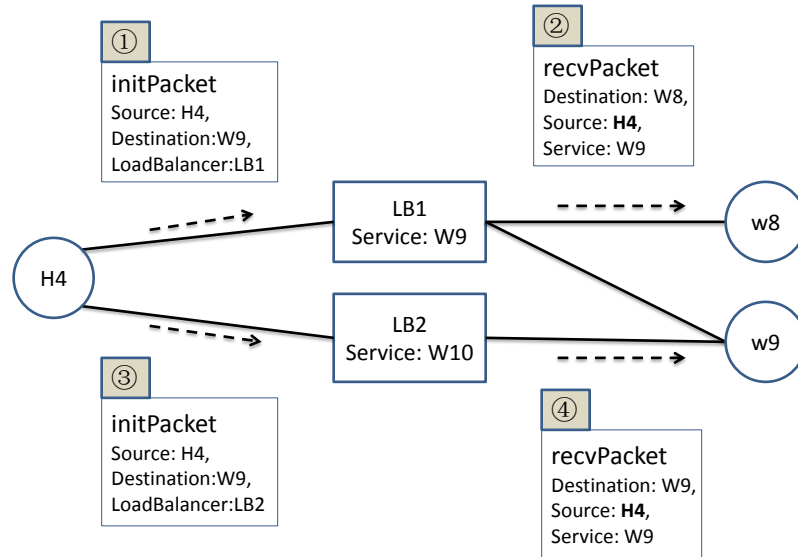 ①
initPacket
Source: H4,
Destination:W9,
LoadBalancer:LB1
②
recvPacket
Destination: W8,
Source: H4,
Service: W9
H4
LB1
Service: W9
w8
LB2
Service: W10
w9
③
initPacket
Source: H4,
Destination:W9,
LoadBalancer:LB2
④
recvPacket
Destination: W9,
Source: H4,
Service: W9